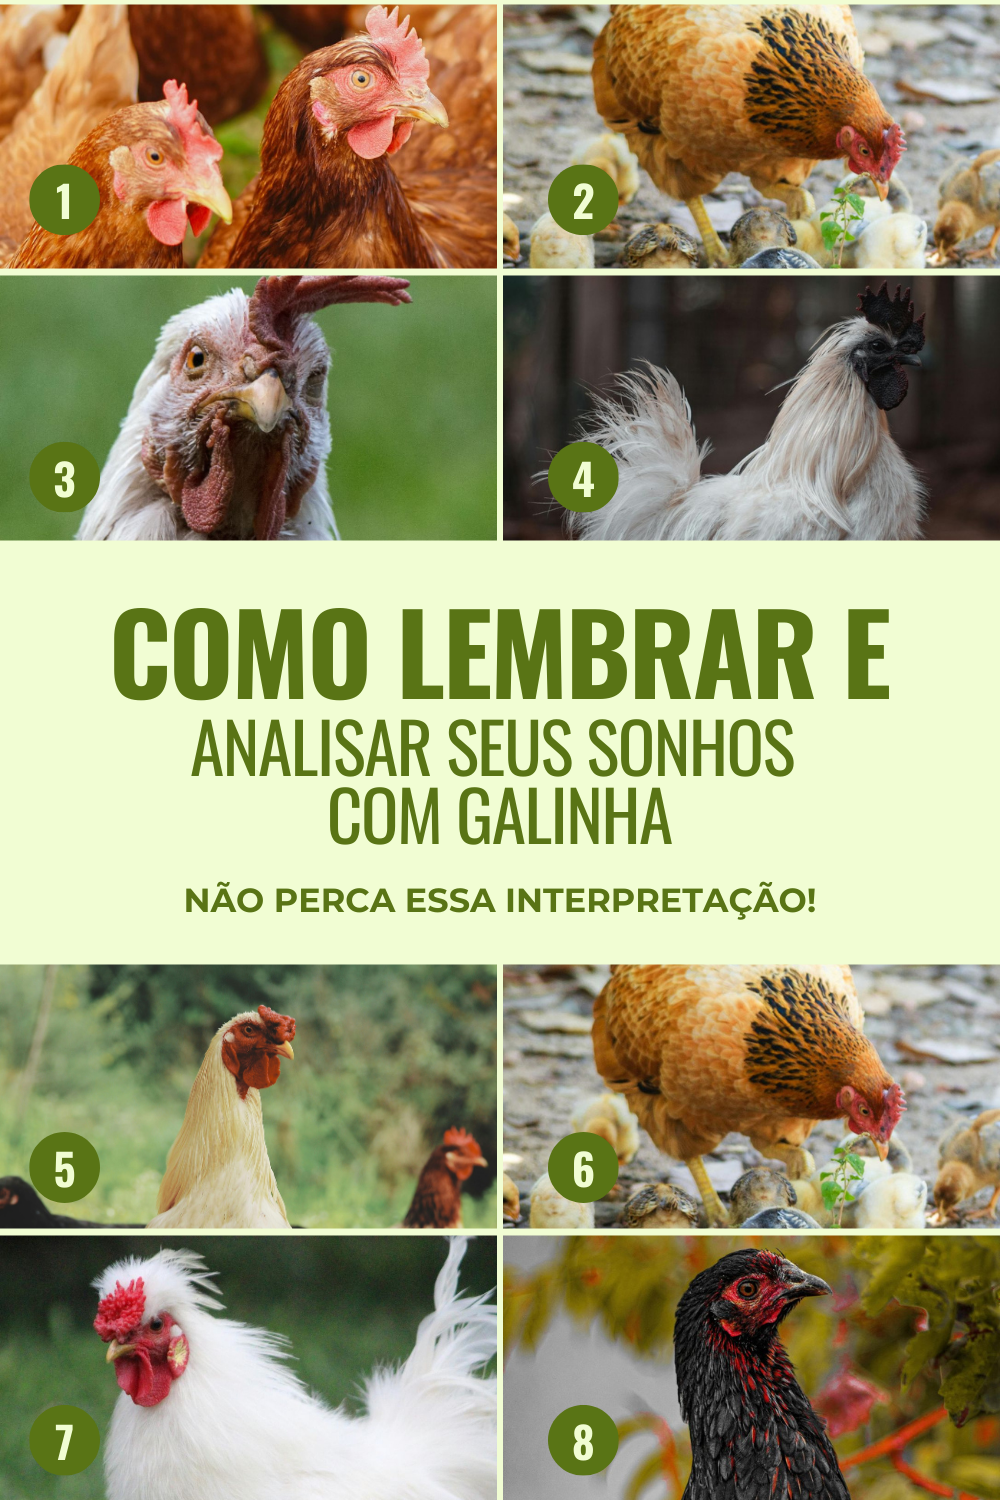 1
2
3
4
COMO LEMBRAR E
ANALISAR SEUS SONHOS
COM GALINHA
NÃO PERCA ESSA INTERPRETAÇÃO!
5
6
7
8